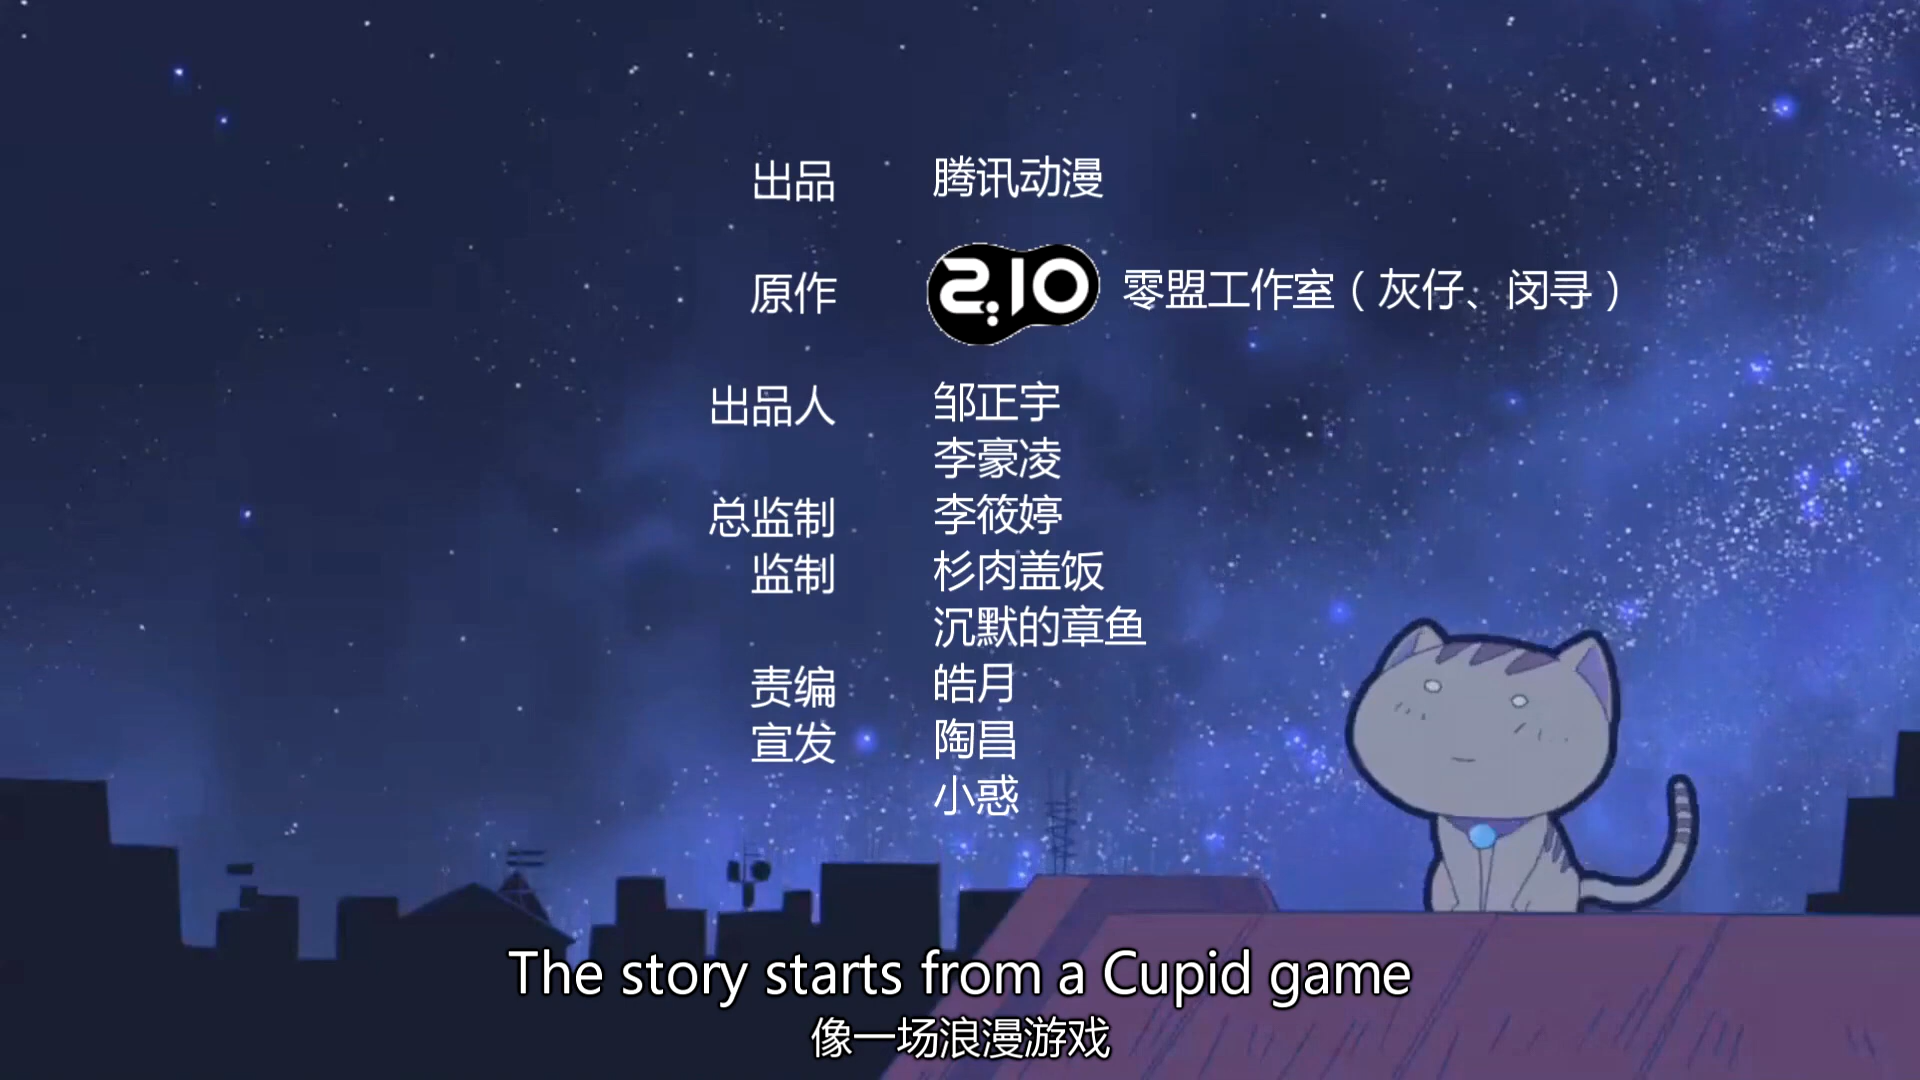 出品 腾讯动漫
原作 2.10 零盟工作室（灰仔、闵寻）
出品人 邹正宇
李豪凌
总监制 李筱婷
监制 杉肉盖饭
沉默的章鱼
责编 皓月
宣发 陶昌
小惑
The story starts from a Cupid game
像一场浪漫游戏